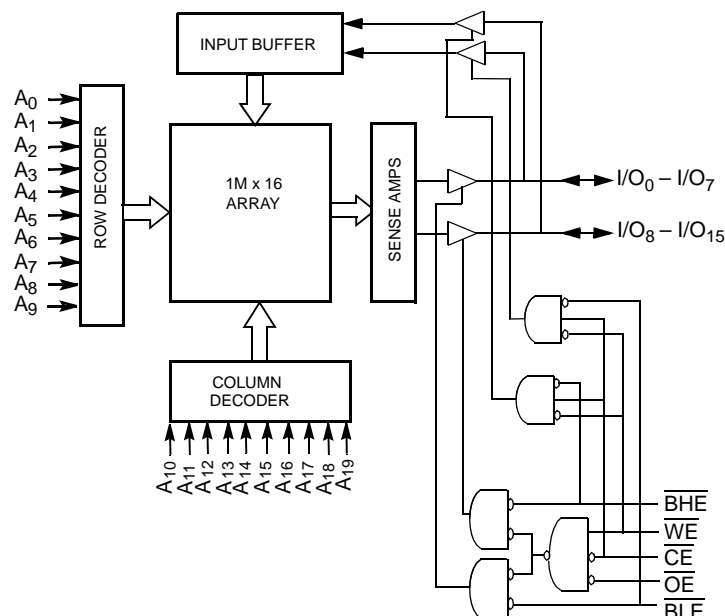 INPUT BUFFER
A0
A1
A2
A3
A4
A5
A6
A7
A8
A9
ROW DECODER
1M x 16
ARRAY
SENSE AMPS
I/O0 – I/O7
I/O8 – I/O15
COLUMN
DECODER
A10
A11
A12
A13
A14
A15
A16
A17
A18
A19
BHE
WE
CE
OE
BLE